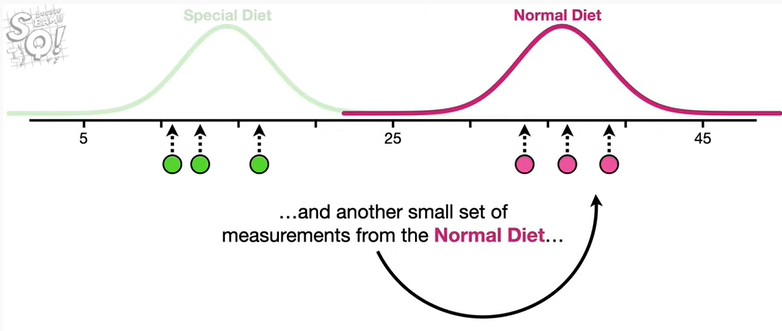 Special Diet
Normal Diet
5
25
45
…and another small set of
measurements from the Normal Diet…